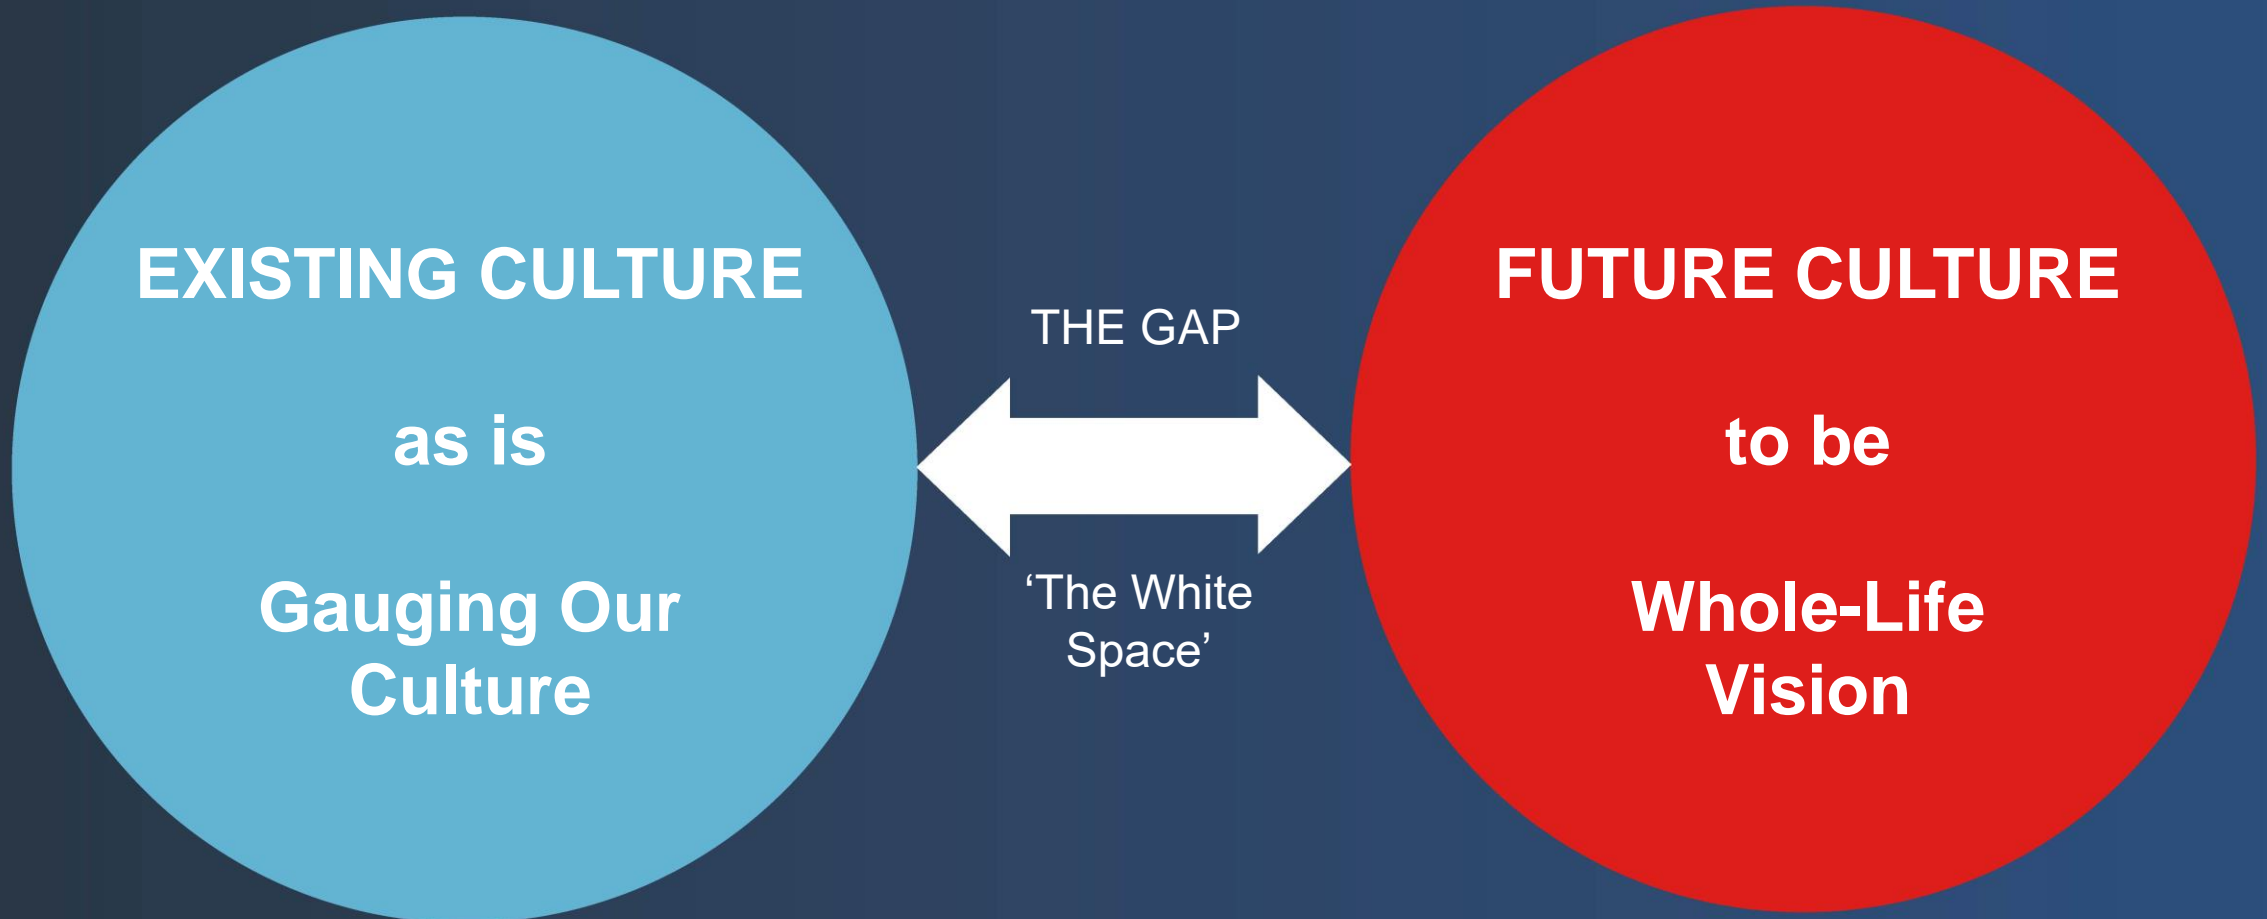 EXISTING CULTURE
as is
Gauging Our
Culture
THE GAP
‘The White
Space’
FUTURE CULTURE
to be
Whole-Life
Vision